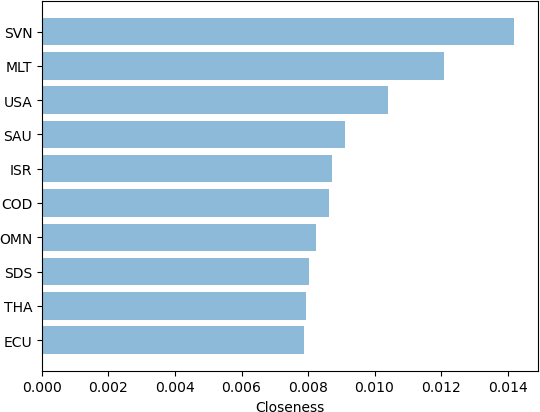 SVN
MLT
USA
SAU
ISR
COD
OMN
SDS
THA
ECU
0.000 0.002 0.004 0.006 0.008 0.010 0.012 0.014
Closeness